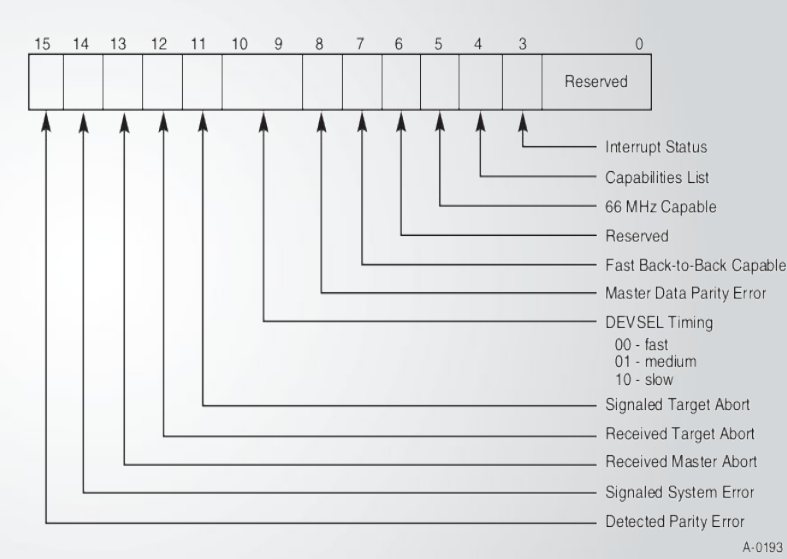 15 14 13 12 11 10 9 8 7 6 5 4 3 0
Reserved
Interrupt Status
Capabilities List
66 MHz Capable
Reserved
Fast Back-to-Back Capable
Master Data Parity Error
DEVSEL Timing
00 - fast
01 - medium
10 - slow
Signaled Target Abort
Received Target Abort
Received Master Abort
Signaled System Error
Detected Parity Error
A-0193